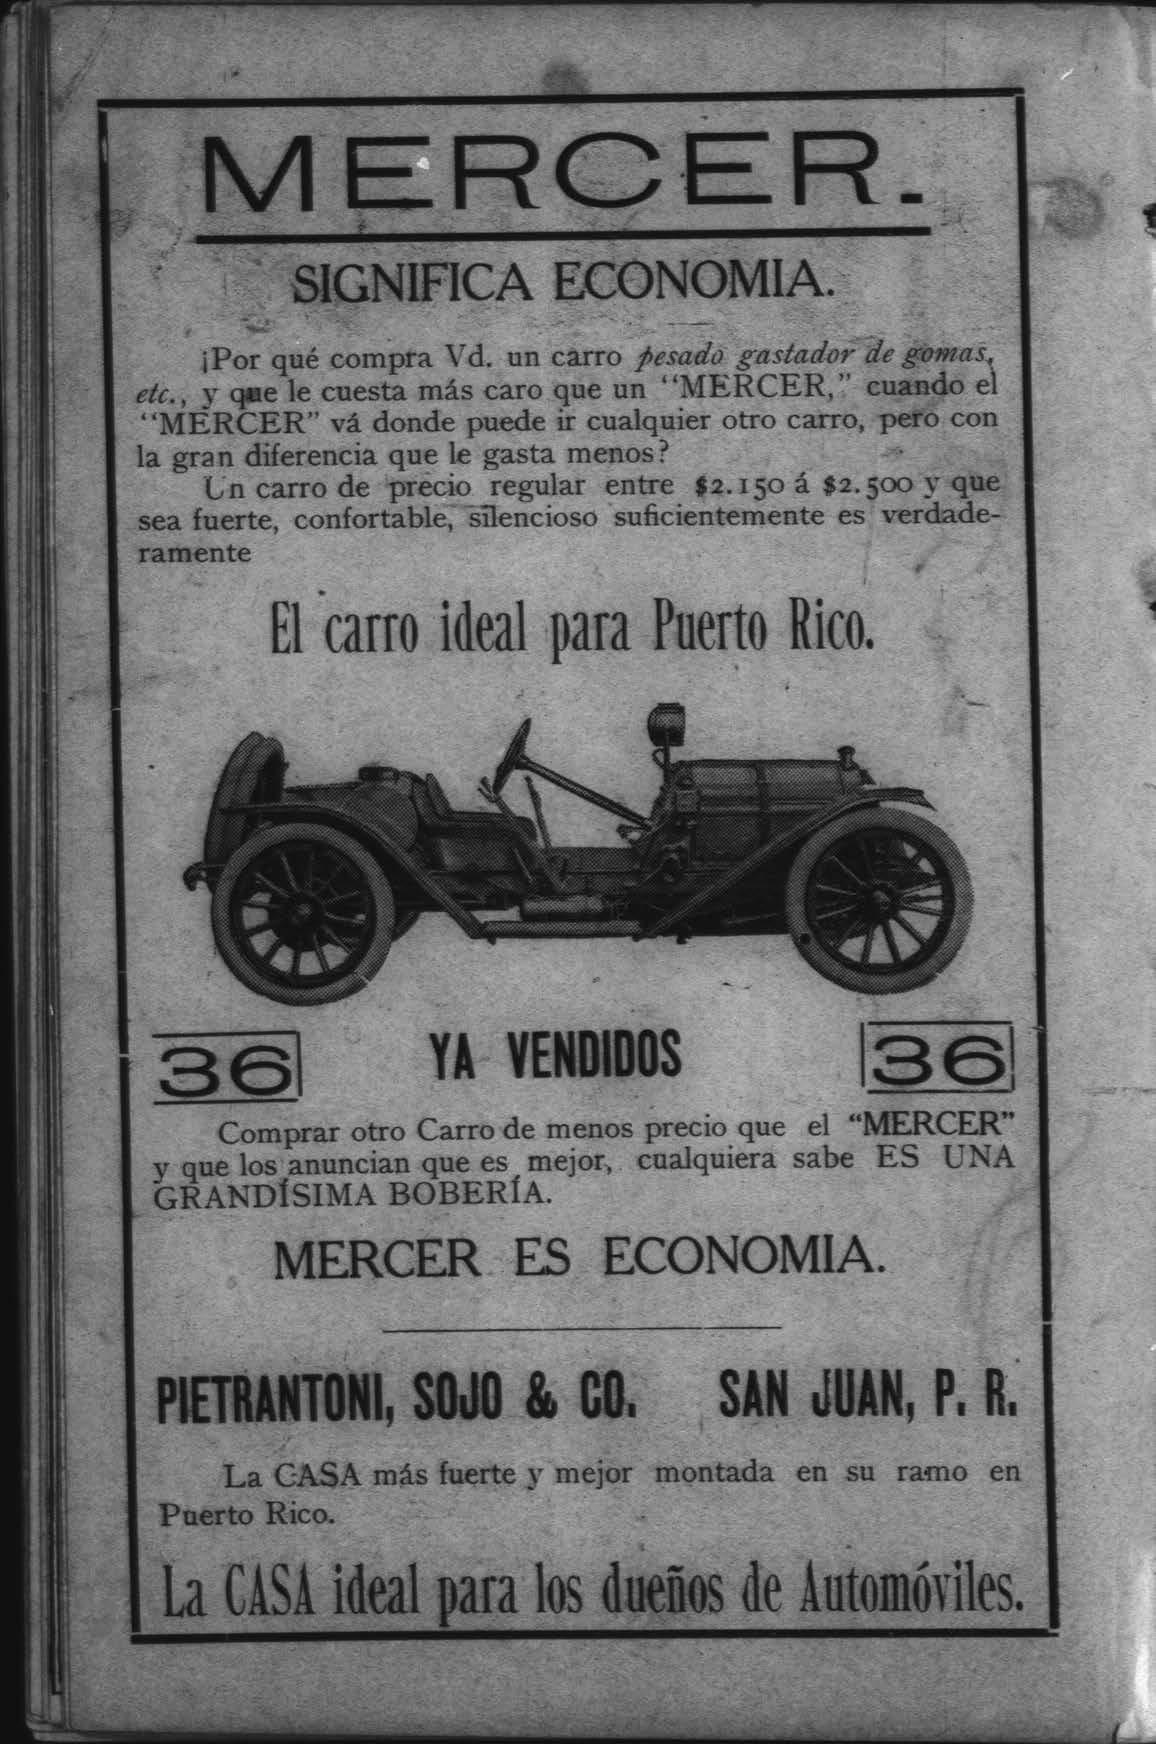 MERCER.
SIGNIFICA ECONOMIA.
¡Por qué compra Vd. un carro pesado gastador de gomas,
etc., y que le cuesta más caro que un "MERCER," cuando el
"MERCER" vá donde puede ir cualquier otro carro, pero con
la gran diferencia que le gasta menos?
Un carro de precio regular entre $2.150 á $2.500 y que
sea fuerte, confortable, silencioso suficientemente es verdade-
ramente
El carro ideal para Puerto Rico.
36 YA VENDIDOS 36
Comprar otro Carro de menos precio que el "MERCER"
y que los anuncian que es mejor, cualquiera sabe ES UNA
GRANDÍSIMA BOBERÍA.
MERCER ES ECONOMIA.
PIETRANTONI, SOJO & CO. SAN JUAN, P. R.
La CASA más fuerte y mejor montada en su ramo en
Puerto Rico.
La CASA ideal para los dueños de Automóviles.